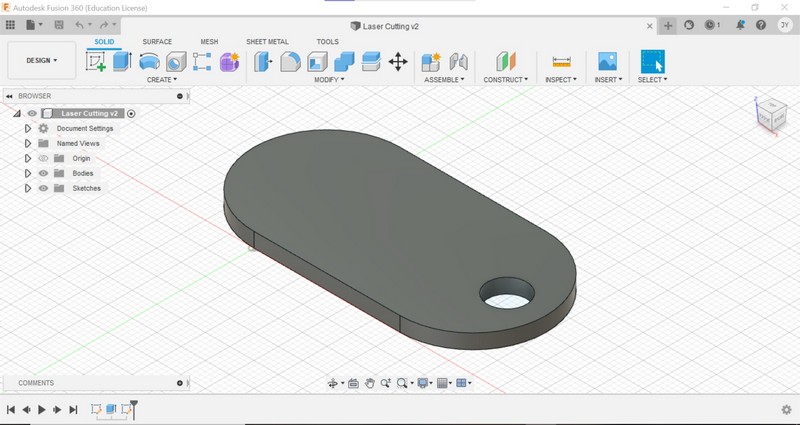 Autodesk Fusion 360 (Education License)
Laser Cutting v2
1
JY
SOLID SURFACE MESH SHEET METAL TOOLS
DESIGN
CREATE MODIFY ASSEMBLE CONSTRUCT INSPECT INSERT SELECT
BROWSER
Laser Cutting v2
Document Settings
Named Views
Origin
Bodies
Sketches
COMMENTS